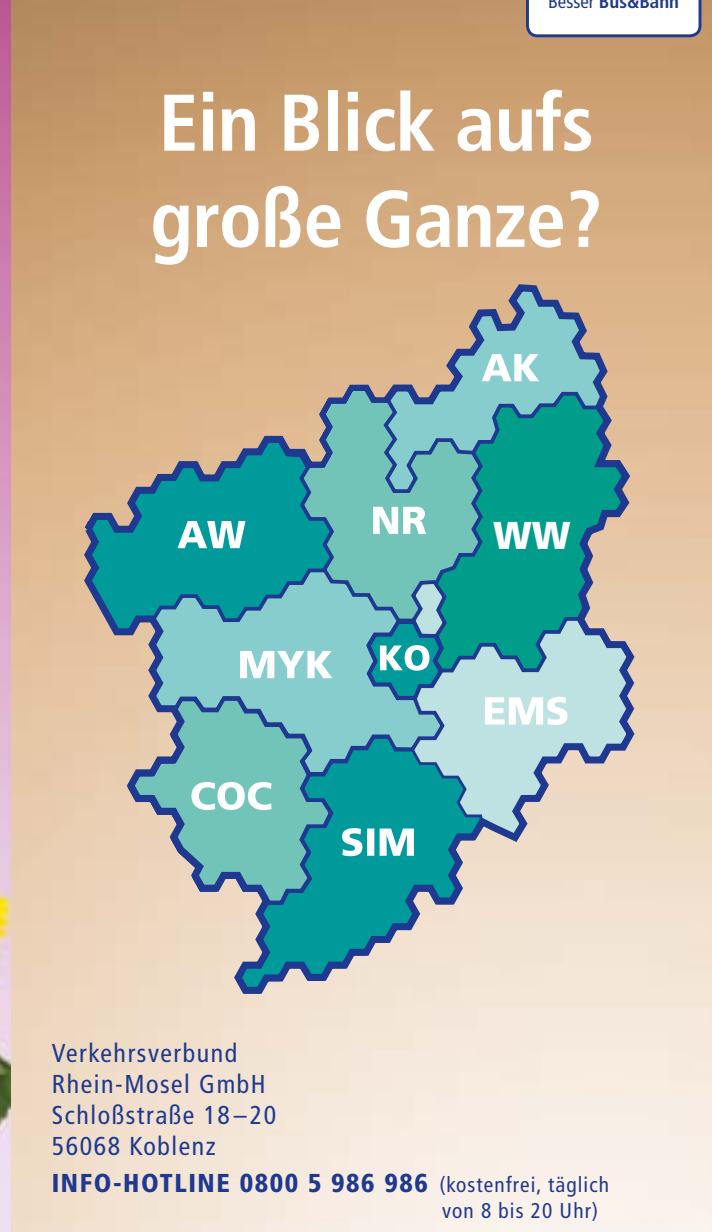 Besser Bus&Bahn
Ein Blick aufs
große Ganze?
AK
AW
NR
WW
MYK
KO
EMS
COC
SIM
Verkehrsverbund
Rhein-Mosel GmbH
Schloßstraße 18–20
56068 Koblenz
INFO-HOTLINE 0800 5 986 986 (kostenfrei, täglich
von 8 bis 20 Uhr)